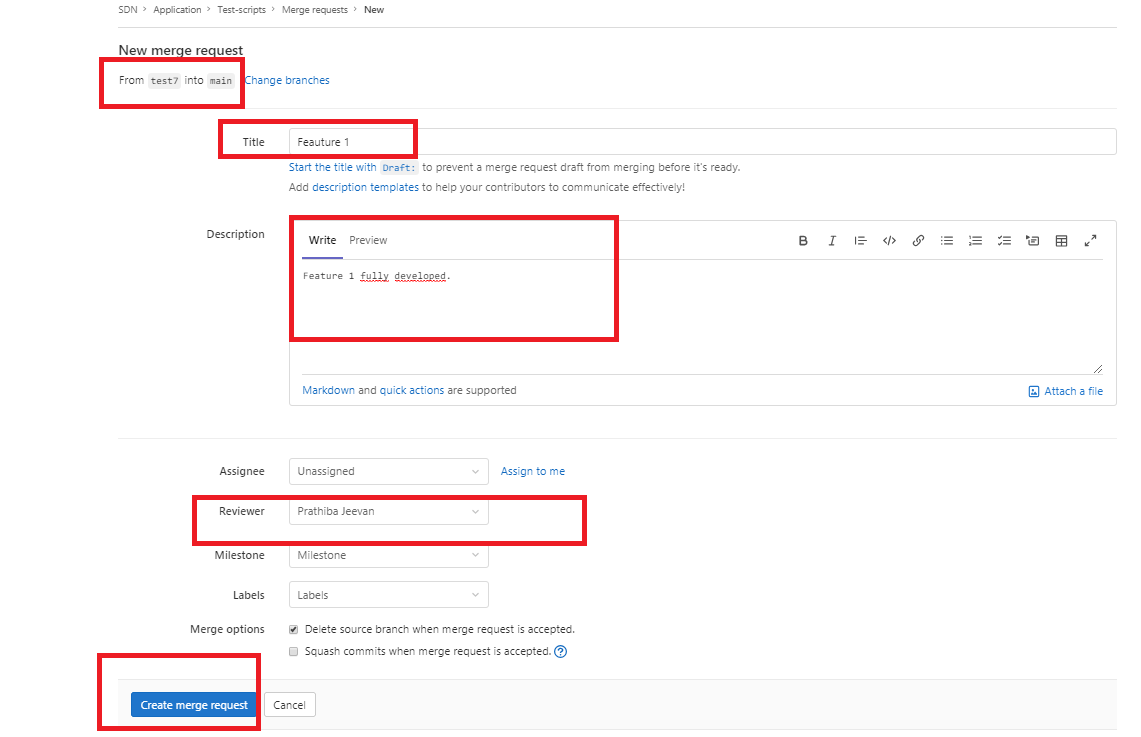 SDN > Application > Test-scripts > Merge requests > New
New merge request
From test7 into main Change branches
Title Feauture 1
Start the title with Draft: to prevent a merge request draft from merging before it's ready.
Add description templates to help your contributors to communicate effectively!
Description Write Preview
Feature 1 fully developed.
Markdown and quick actions are supported Attach a file
Assignee Unassigned Assign to me
Reviewer Prathiba Jeevan
Milestone Milestone
Labels Labels
Merge options Delete source branch when merge request is accepted.
Squash commits when merge request is accepted.
Create merge request Cancel